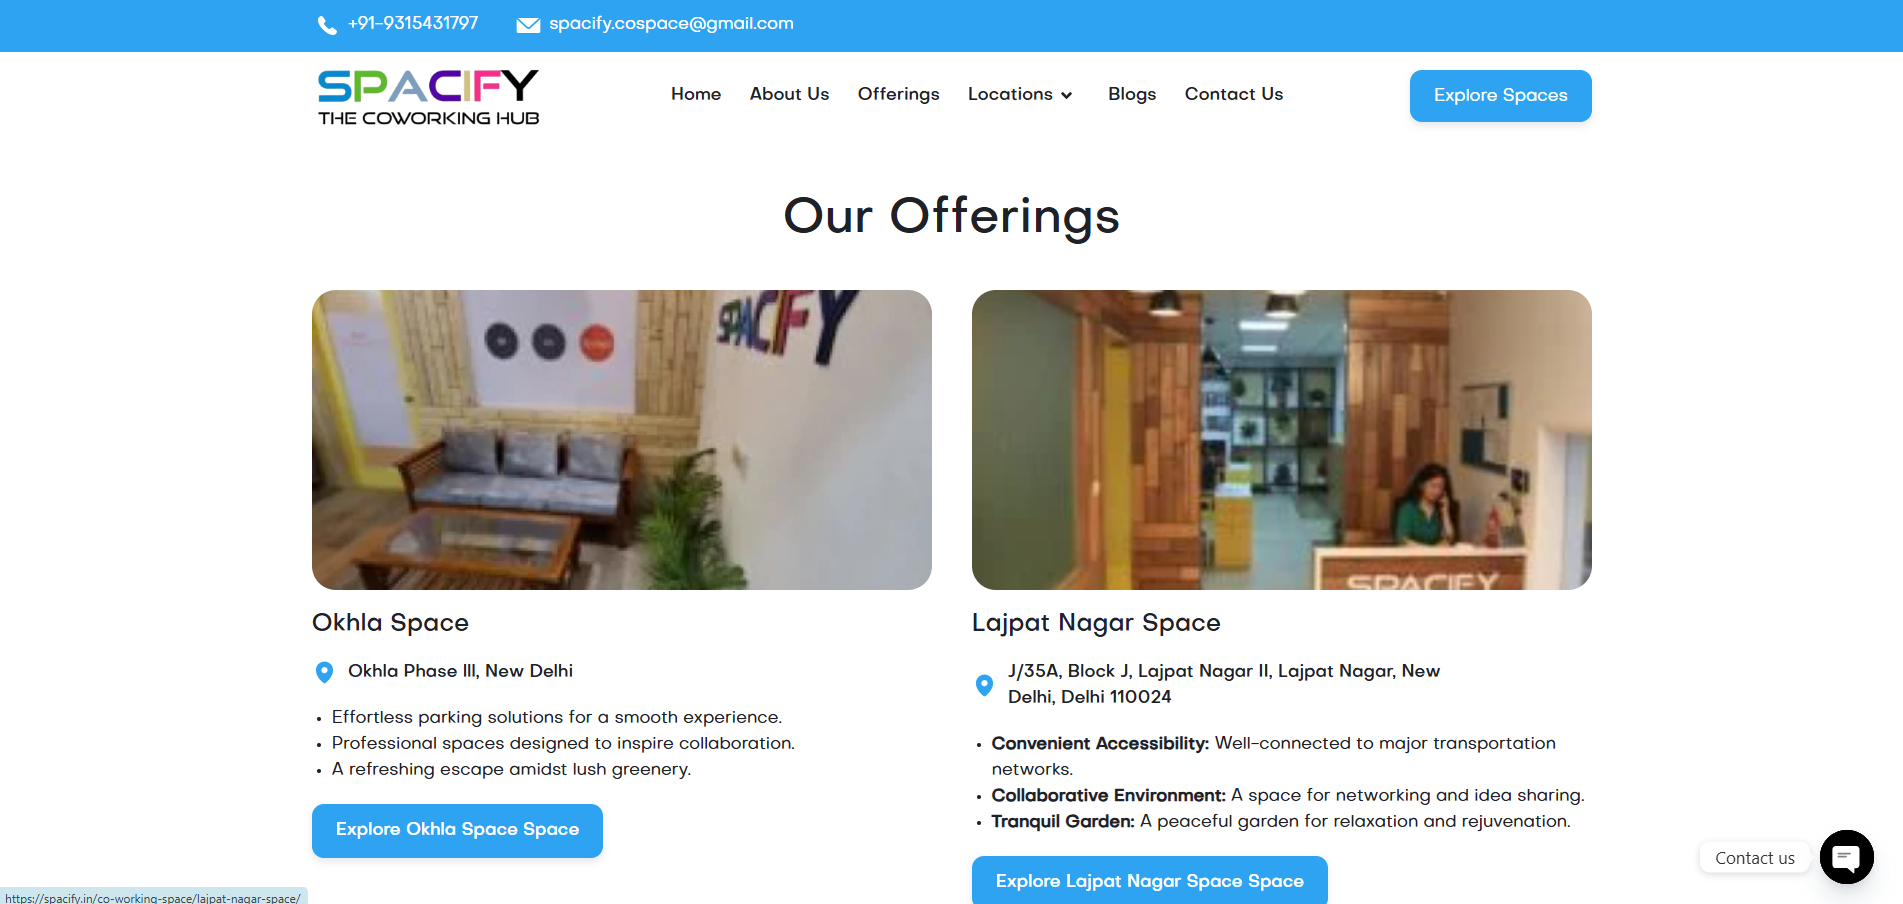 +91-9315431797
spacify.cospace@gmail.com
SPACIFY
THE COWORKING HUB
Home
About Us
Offerings
Locations
Blogs
Contact Us
Explore Spaces
Our Offerings
SPACIFY
SPACIFY
Okhla Space
Okhla Phase III, New Delhi
Effortless parking solutions for a smooth experience.
Professional spaces designed to inspire collaboration.
A refreshing escape amidst lush greenery.
Explore Okhla Space Space
Lajpat Nagar Space
J/35A, Block J, Lajpat Nagar II, Lajpat Nagar, New
Delhi, Delhi 110024
Convenient Accessibility: Well-connected to major transportation
networks.
Collaborative Environment: A space for networking and idea sharing.
Tranquil Garden: A peaceful garden for relaxation and rejuvenation.
Explore Lajpat Nagar Space Space
Contact us
https://spacify.in/co-working-space/lajpat-nagar-space/